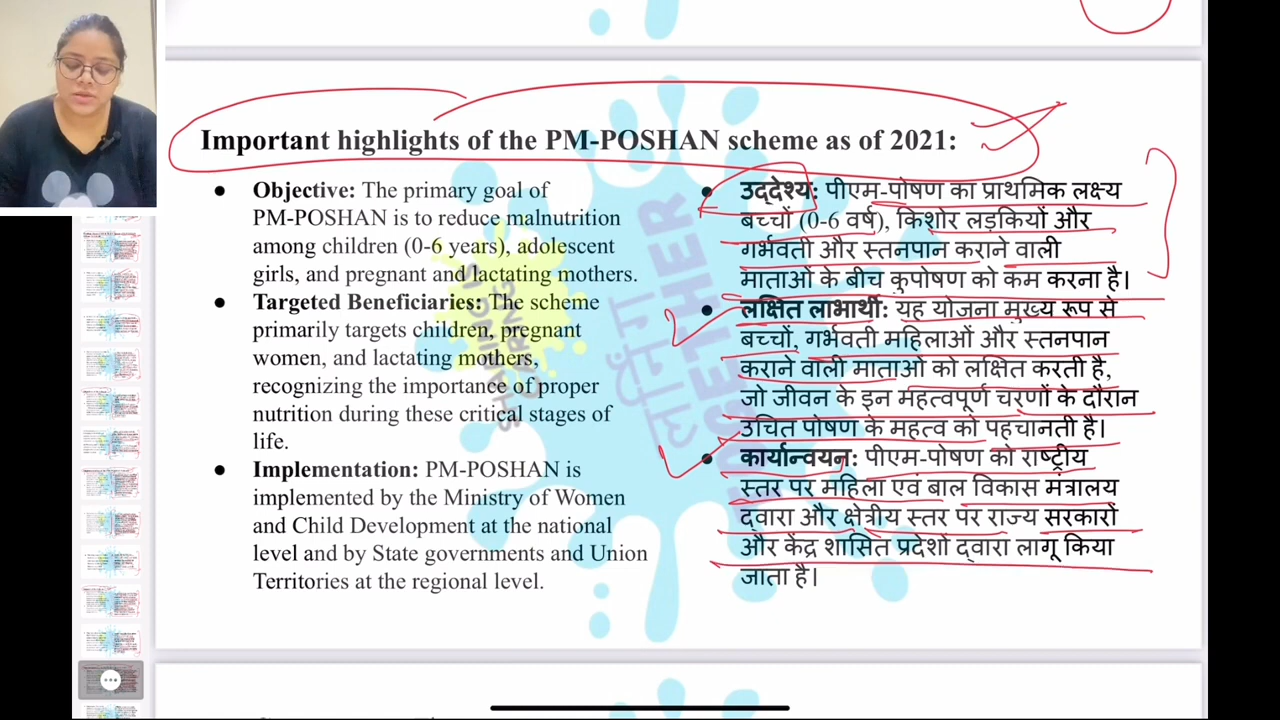 Important highlights of the PM-POSHAN scheme as of 2021:
● Objective: The primary goal of
PM-POSHAN is to reduce malnutrition
among children (0-6 years), adolescent
girls, and pregnant and lactating mothers.
● Targeted Beneficiaries: The scheme
primarily targets children, pregnant
women, and lactating mothers
recognizing the importance of proper
nutrition during these critical stages of
life.
● Implementation: PM-POSHAN is
implemented by the Ministry of Women
and Child Development at the national
level and by State governments and Union
Territories at the regional level.
● उद्देश्य: पीएम-पोषण का प्राथमिक लक्ष्य
बच्चों (0-6 वर्ष), किशोर लड़कियों और
गर्भवती और स्तनपान कराने वाली
माताओं के बीच कुपोषण को कम करना है।
● लक्षित लाभार्थी: यह योजना मुख्य रूप से
बच्चों, गर्भवती महिलाओं और स्तनपान
कराने वाली माताओं को लक्षित करती है,
जो जीवन के इन महत्वपूर्ण चरणों के दौरान
उचित पोषण के महत्व को पहचानती है।
● कार्यान्वयन: पीएम-पोषण को राष्ट्रीय
स्तर पर महिला एवं बाल विकास मंत्रालय
द्वारा और क्षेत्रीय स्तर पर राज्य सरकारों
और केंद्र शासित प्रदेशों द्वारा लागू किया
जाता है।